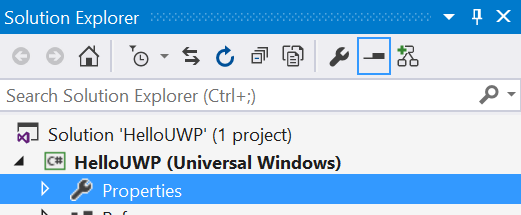 Solution Explorer
Search Solution Explorer (Ctrl+;)
Solution 'HelloUWP' (1 project)
C# HelloUWP (Universal Windows)
Properties